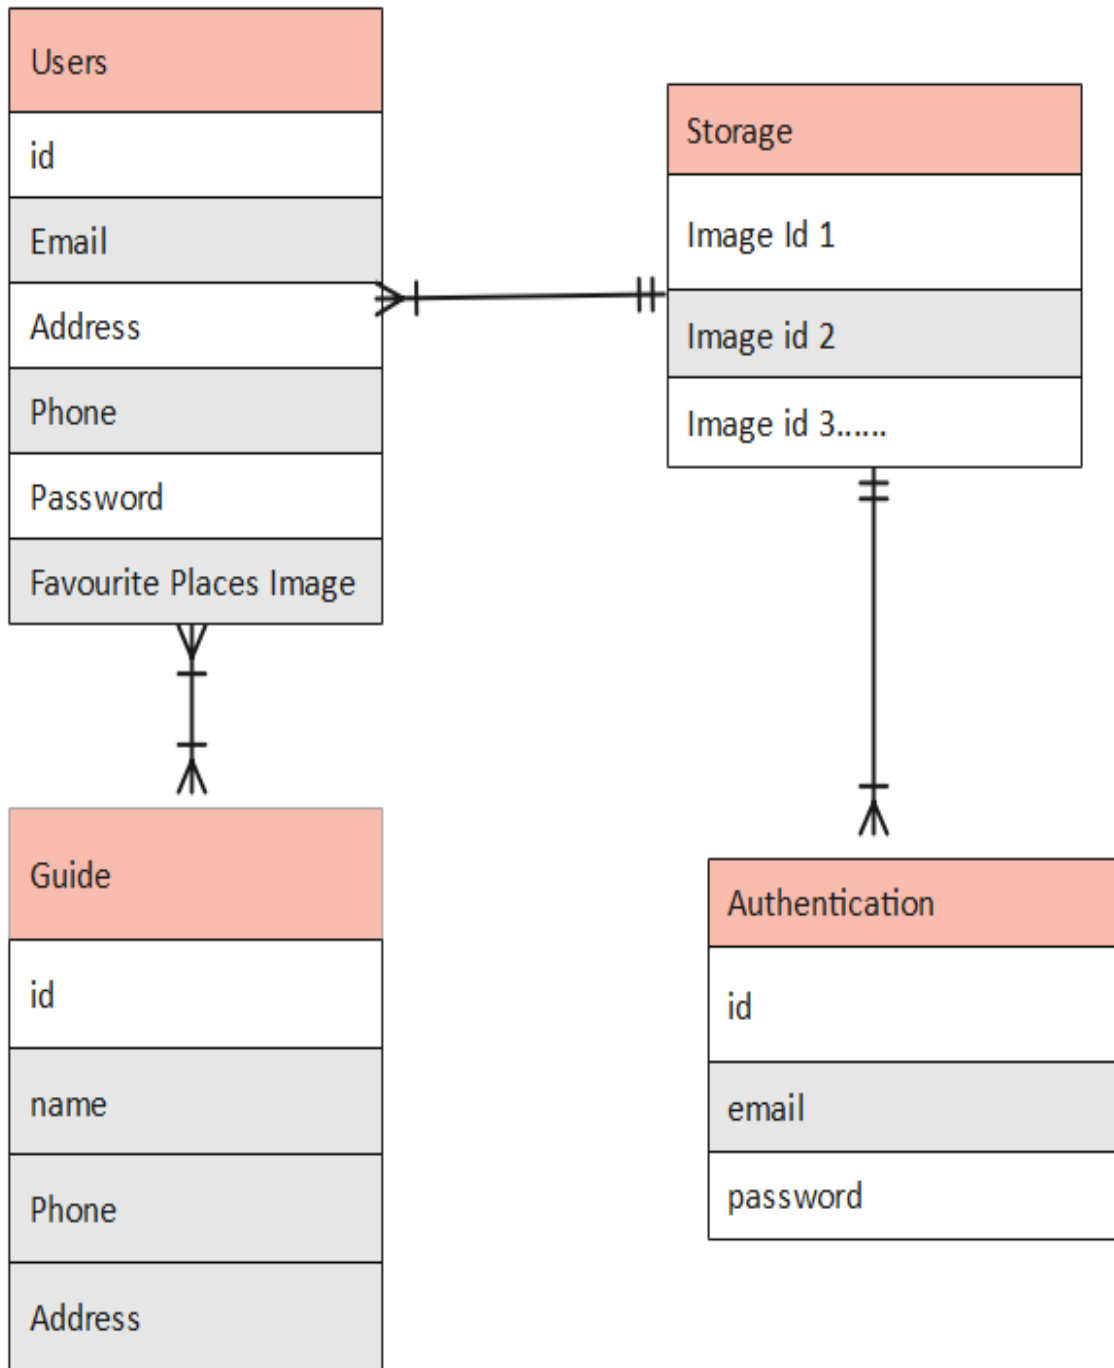 Users
id
Email
Address
Phone
Password
Favourite Places Image
Storage
Image Id 1
Image id 2
Image id 3......
Guide
id
name
Phone
Address
Authentication
id
email
password